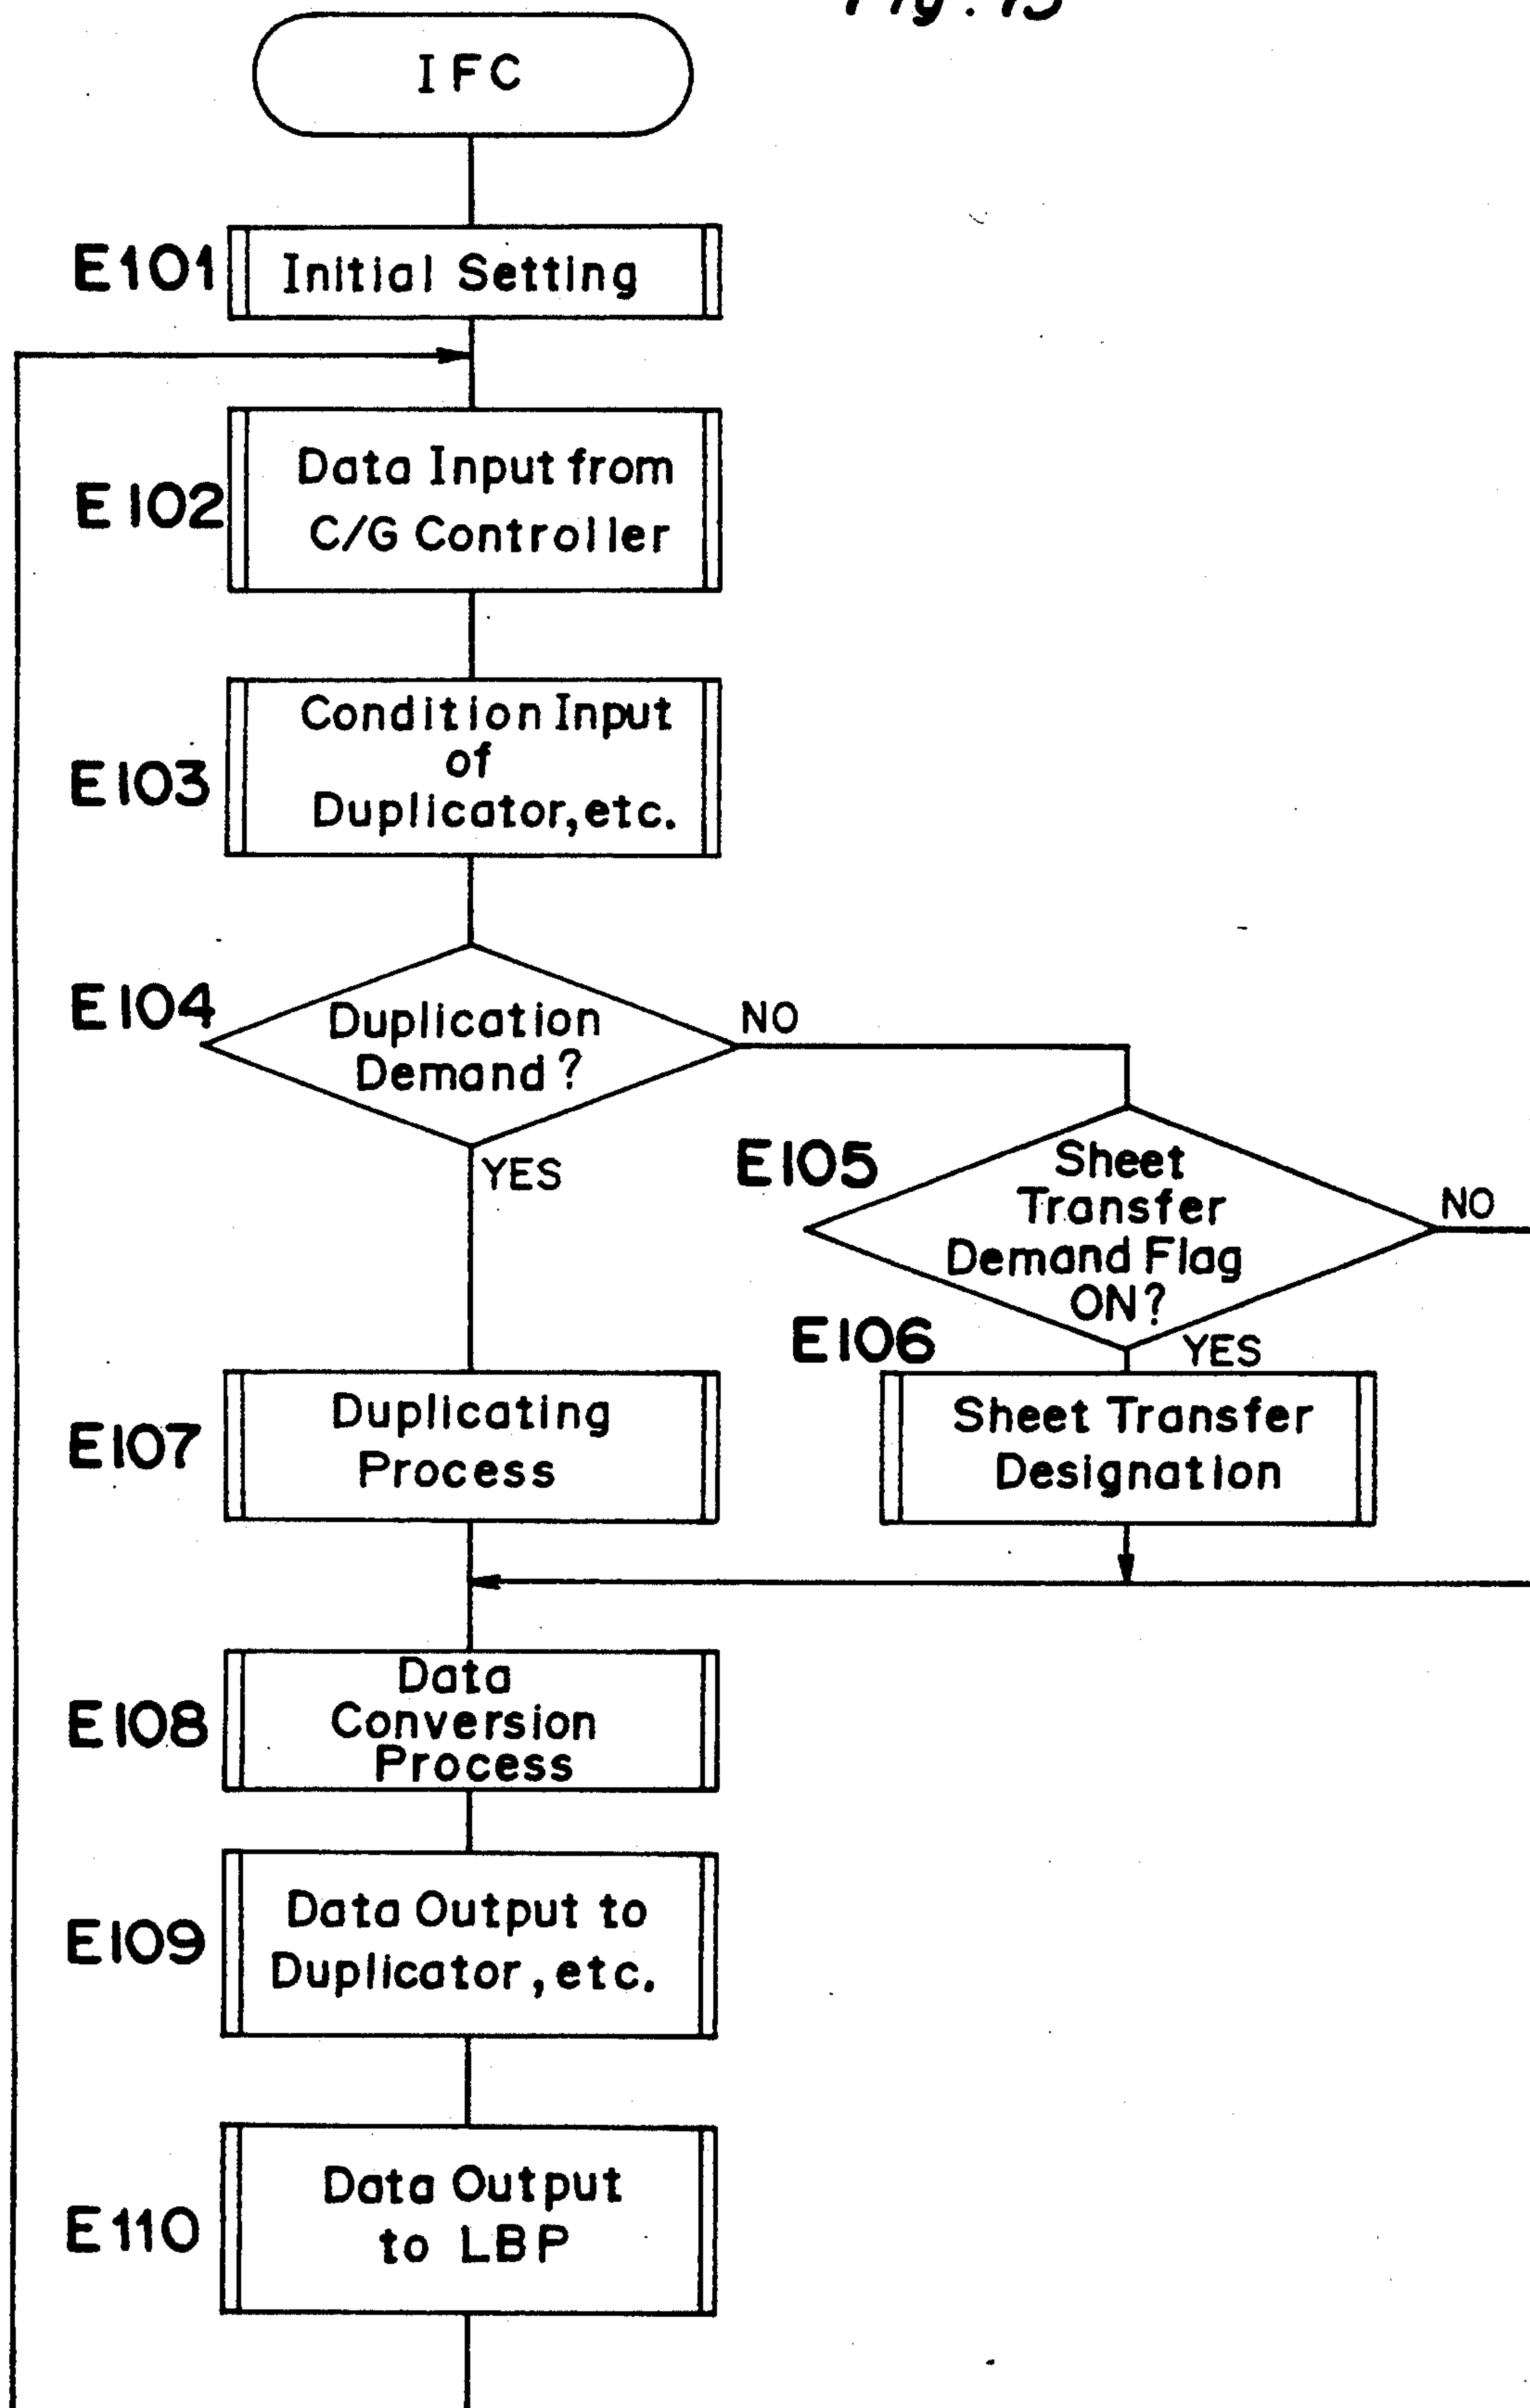 IFC
E101
Initial Setting
E102
Data Input from
C/G Controller
E103
Condition Input
of
Duplicator, etc.
E104
Duplication
Demand?
NO
YES
E105
Sheet
Transfer
Demand Flag
ON?
NO
E106
YES
E107
Duplicating
Process
Sheet Transfer
Designation
E108
Data
Conversion
Process
E109
Data Output to
Duplicator, etc.
E110
Data Output
to LBP